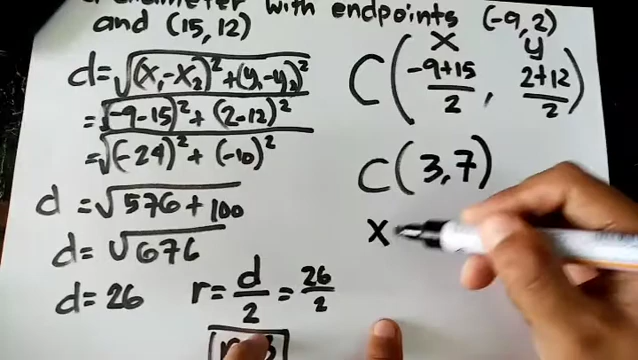 diameter with endpoints (-9,2)
and (15,12)
d=√(x₁-x₂)²+(y₁-y₂)²
=√(-9-15)²+(2-12)²
=√(-24)²+(-10)²
d=√576+100
d=√676
d=26
r=d/2=26/2
x y
C(-9+15/2, 2+12/2)
C(3,7)
x